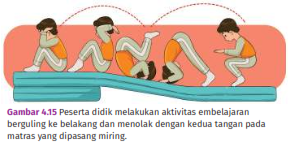 Gambar 4.15 Peserta didik melakukan aktivitas embelajaran
berguling ke belakang dan menolak dengan kedua tangan pada
matras yang dipasang miring.